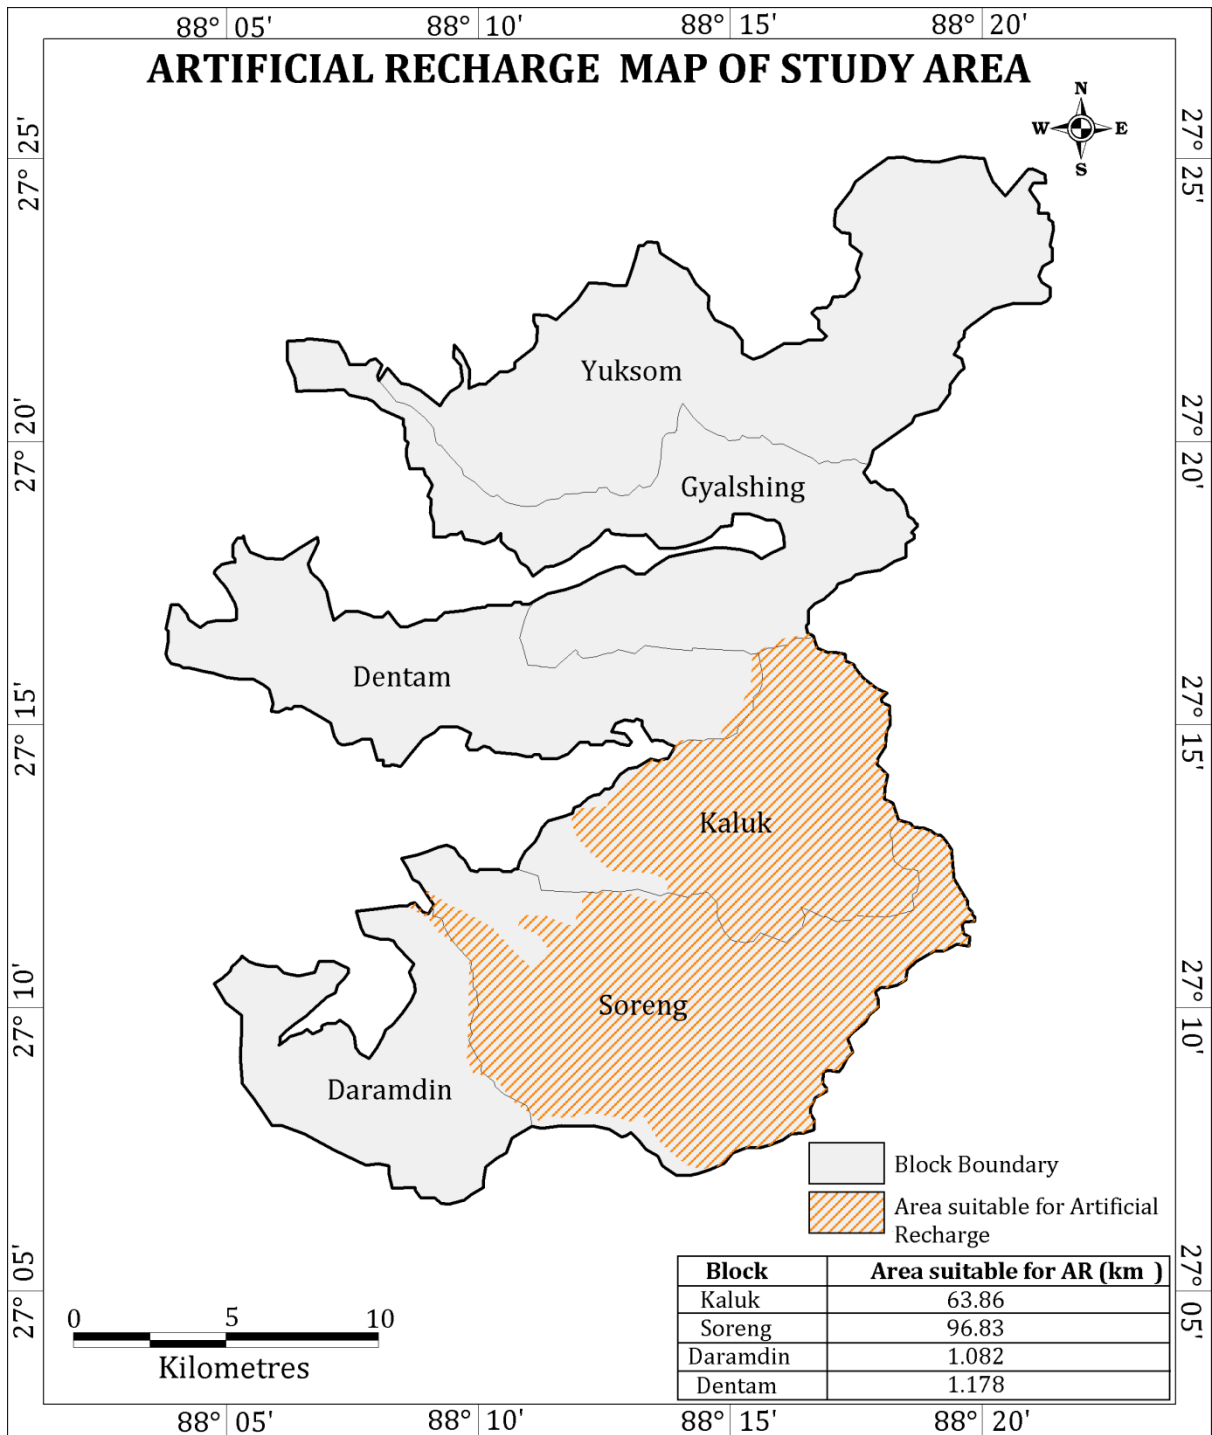 88° 05' 88° 10' 88° 15' 88° 20'
ARTIFICIAL RECHARGE MAP OF STUDY AREA
N
W E
S
27° 25'
27° 25'
Yuksom
27° 20'
27° 20'
Gyalshing
Dentam
27° 15'
27° 15'
Kaluk
27° 10'
27° 10'
Soreng
Daramdin
Block Boundary
Area suitable for Artificial
Recharge
27° 05'
27° 05'
Block Area suitable for AR (km )
Kaluk 63.86
Soreng 96.83
Daramdin 1.082
Dentam 1.178
0 5 10
Kilometres
88° 05' 88° 10' 88° 15' 88° 20'